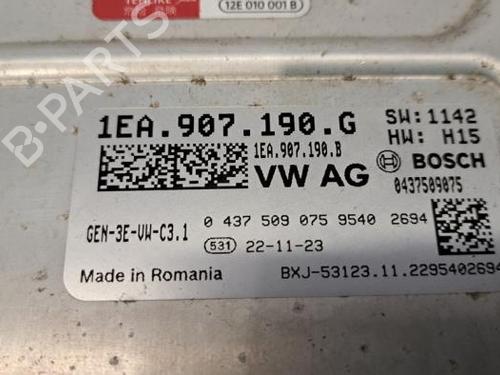 12E 010 001 B
1EA.907.190.G
SW:1142
HW: H15
1EA.907.190.B
VW AG
BOSCH
0437509075
GEN-3E-VW-C3.1
0 437 509 075 9540 2694
531 22-11-23
Made in Romania
BXJ-53123.11.2295402694
B-PARTS